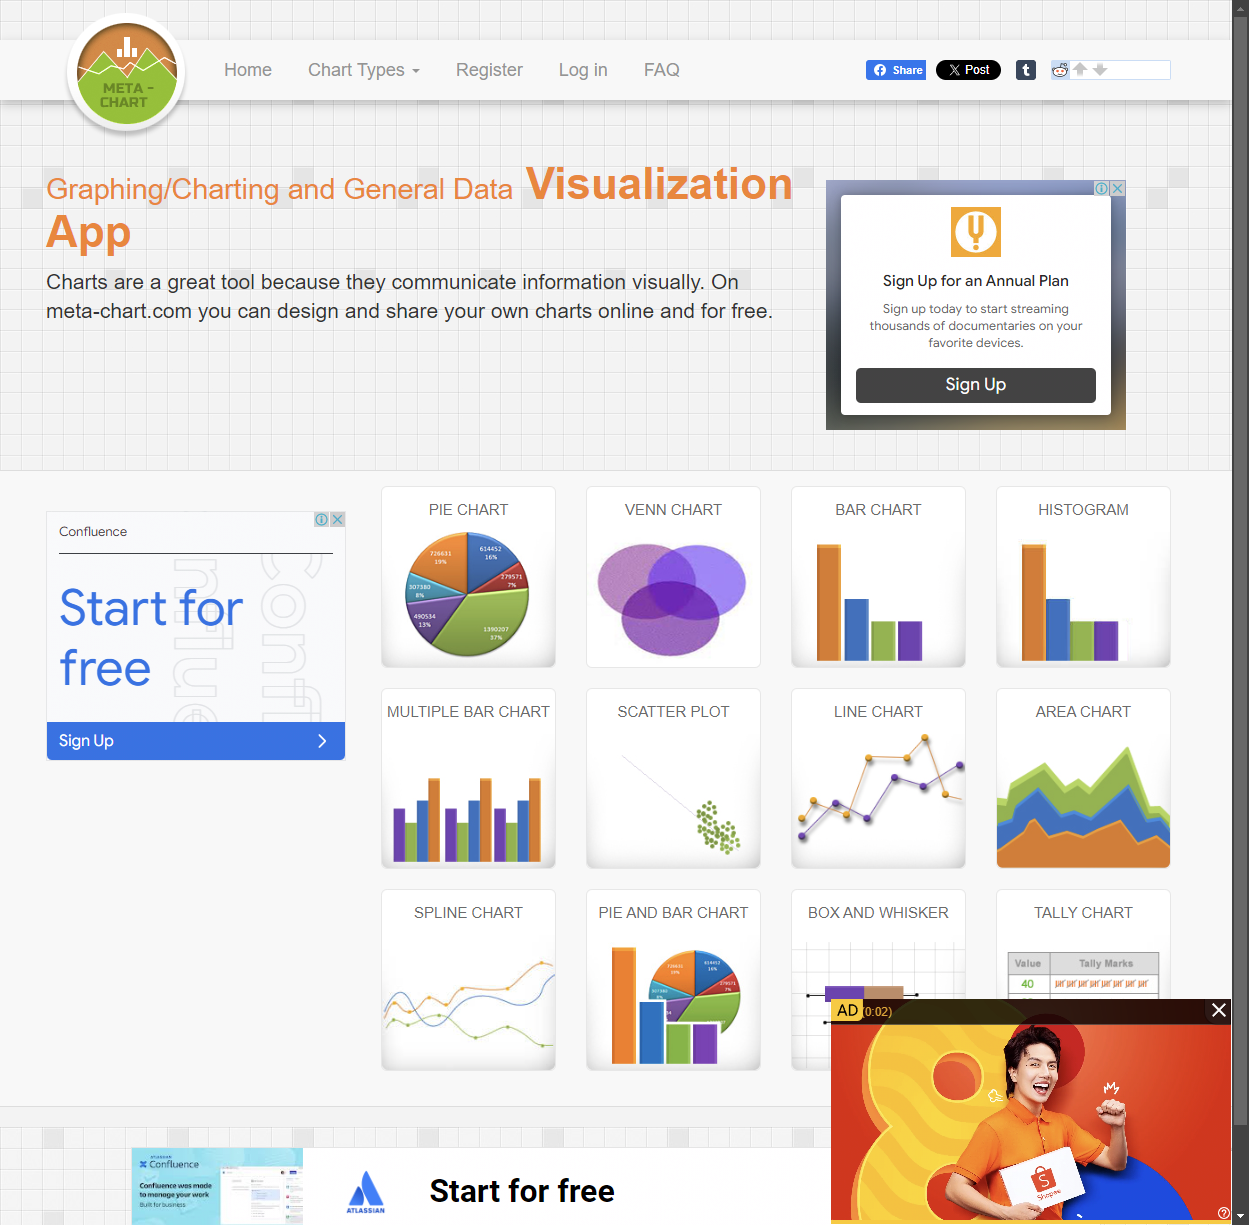 META -
CHART
Home
Chart Types
Register
Log in
FAQ
Share
Post
t
Graphing/Charting and General Data Visualization
App
Charts are a great tool because they communicate information visually. On
meta-chart.com you can design and share your own charts online and for free.
Sign Up for an Annual Plan
Sign up today to start streaming
thousands of documentaries on your
favorite devices.
Sign Up
Confluence
Start for
free
Sign Up
PIE CHART
726631
19%
614452
16%
279571
7%
307380
8%
490534
13%
1390207
37%
VENN CHART
BAR CHART
HISTOGRAM
MULTIPLE BAR CHART
SCATTER PLOT
LINE CHART
AREA CHART
SPLINE CHART
PIE AND BAR CHART
BOX AND WHISKER
TALLY CHART
Value
Tally Marks
40
AD (0:02)
Shopee
ATLASSIAN
Confluence
Confluence was made
to manage your work
Built for business
ATLASSIAN
Start for free